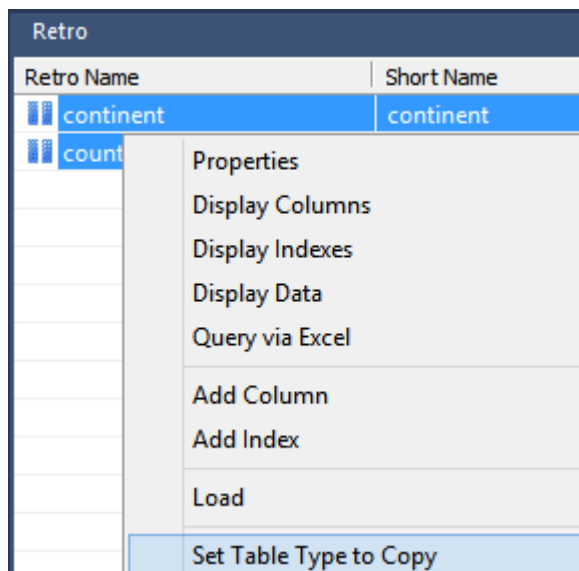 Retro
Retro Name Short Name
continent continent
count
Properties
Display Columns
Display Indexes
Display Data
Query via Excel
Add Column
Add Index
Load
Set Table Type to Copy